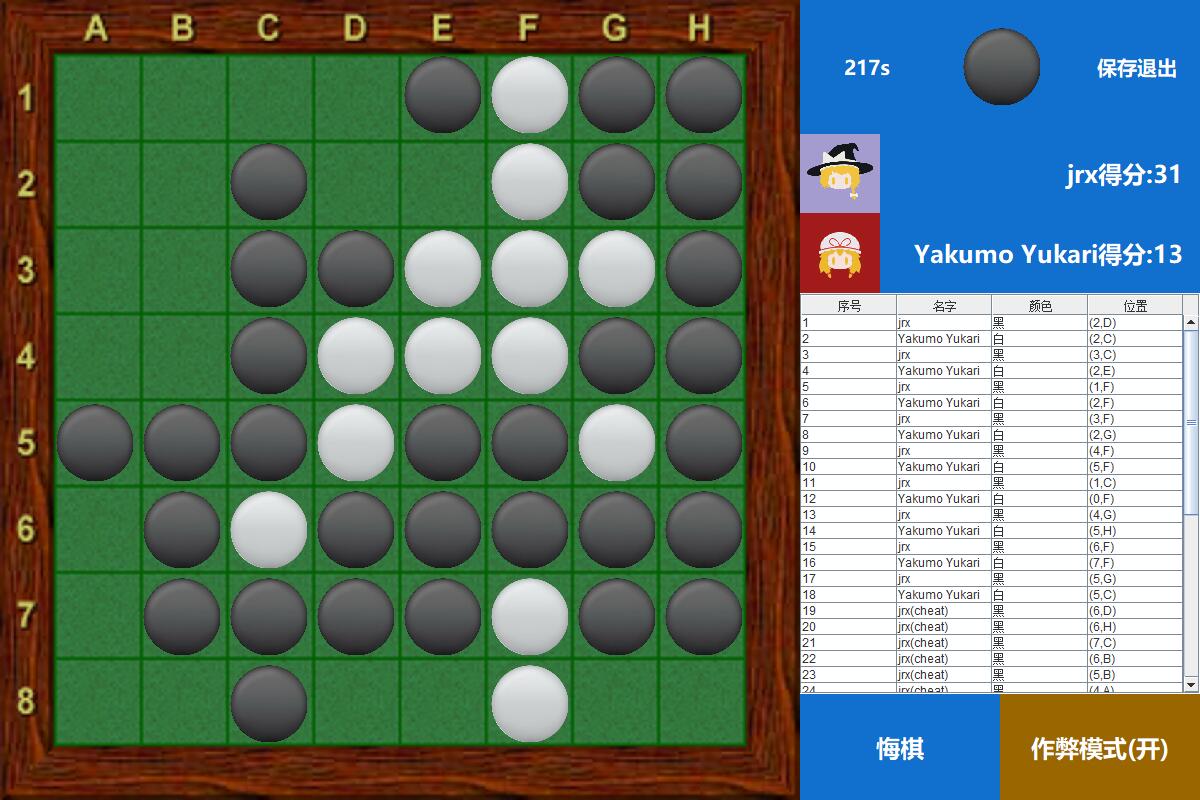 A B C D E F G H
1
2
3
4
5
6
7
8
217s
保存退出
jrx得分:31
Yakumo Yukari得分:13
序号 名字 颜色 位置
1 jrx 黑 (2,D)
2 Yakumo Yukari 白 (2,C)
3 jrx 黑 (3,C)
4 Yakumo Yukari 白 (2,E)
5 jrx 黑 (1,F)
6 Yakumo Yukari 白 (2,F)
7 jrx 黑 (3,F)
8 Yakumo Yukari 白 (2,G)
9 jrx 黑 (4,F)
10 Yakumo Yukari 白 (5,F)
11 jrx 黑 (1,C)
12 Yakumo Yukari 白 (0,F)
13 jrx 黑 (4,G)
14 Yakumo Yukari 白 (5,H)
15 jrx 黑 (6,F)
16 Yakumo Yukari 白 (7,F)
17 jrx 黑 (5,G)
18 Yakumo Yukari 白 (5,C)
19 jrx(cheat) 黑 (6,D)
20 jrx(cheat) 黑 (6,H)
21 jrx(cheat) 黑 (7,C)
22 jrx(cheat) 黑 (6,B)
23 jrx(cheat) 黑 (5,B)
24 jrx(cheat) 黑 (4,A)
悔棋
作弊模式(开)